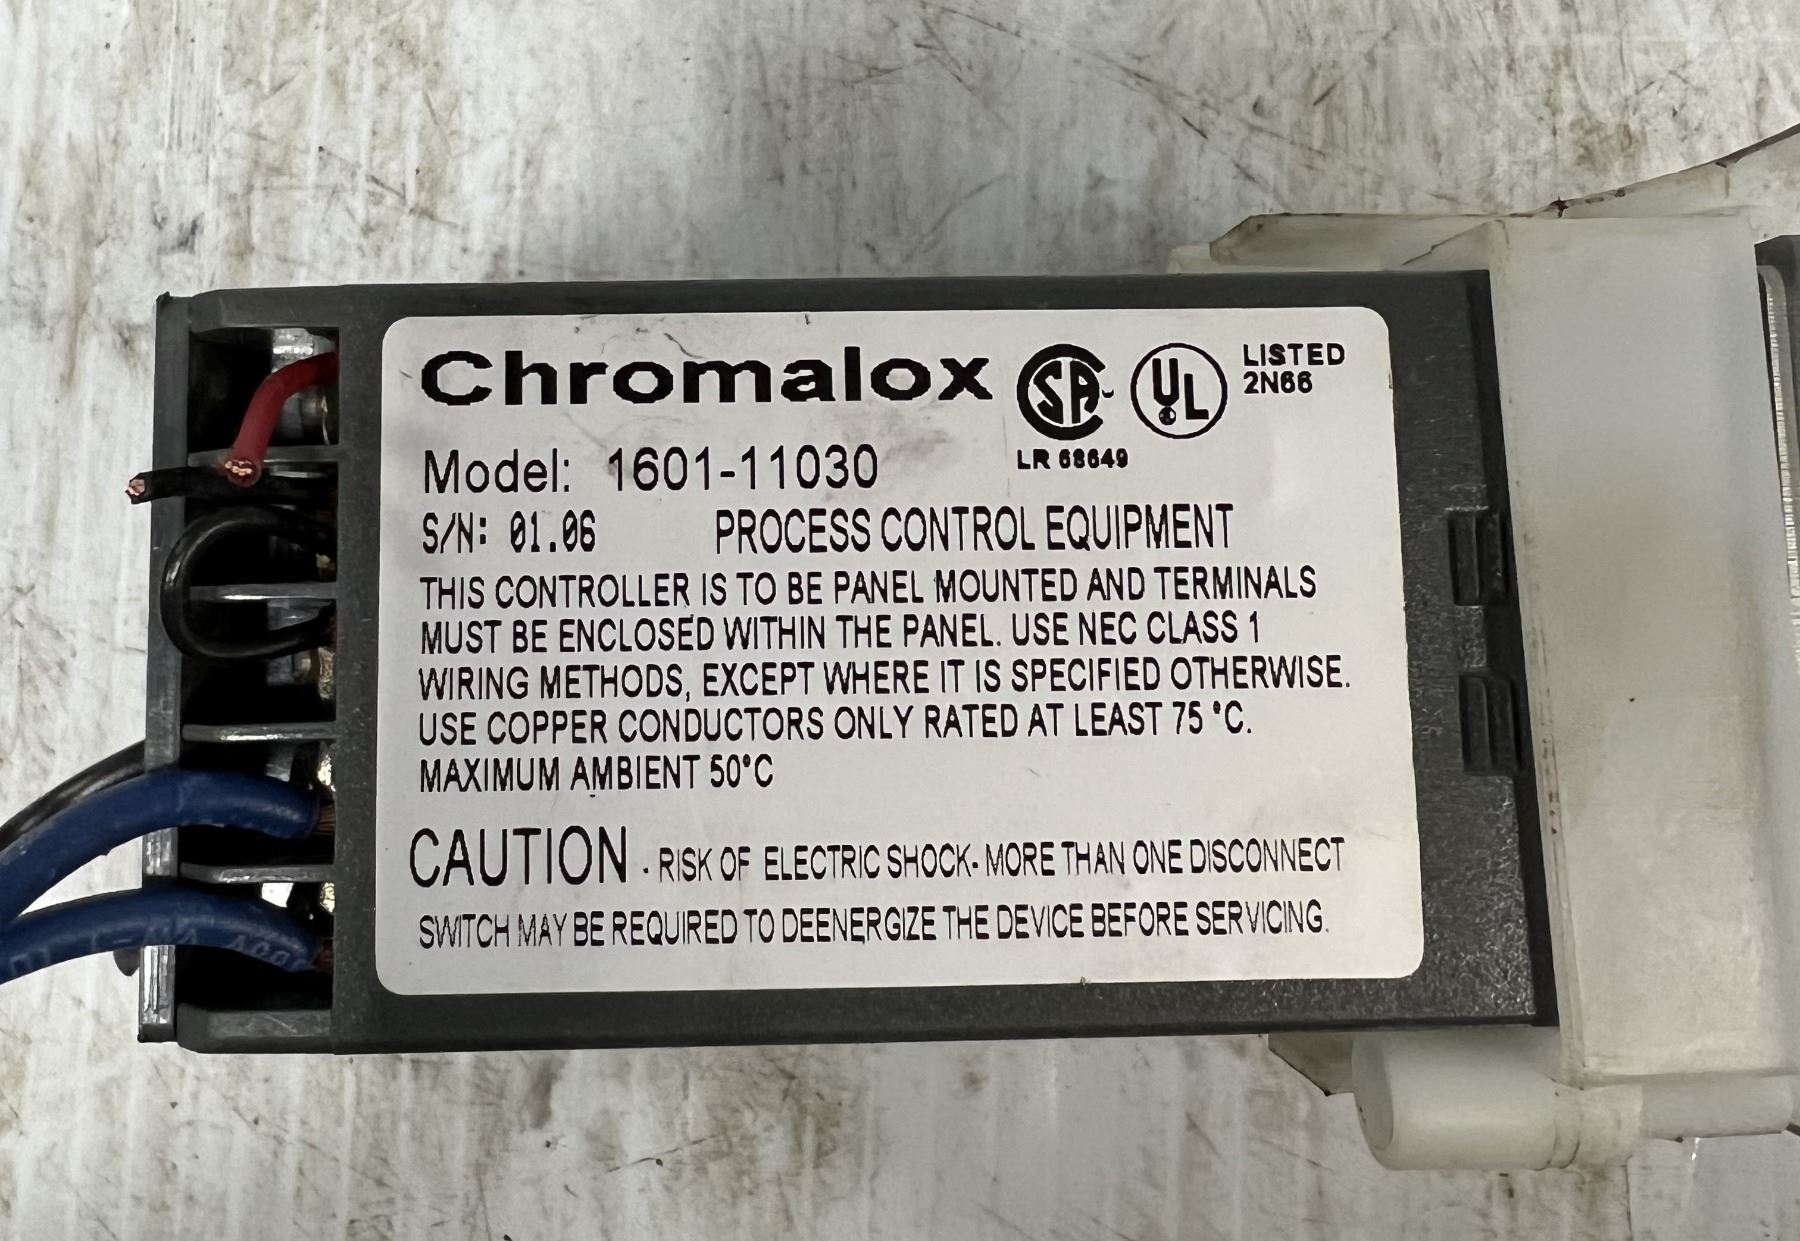 Chromalox
SA
UL
LISTED
2N66
LR 68649
Model: 1601-11030
S/N: 01.06 PROCESS CONTROL EQUIPMENT
THIS CONTROLLER IS TO BE PANEL MOUNTED AND TERMINALS
MUST BE ENCLOSED WITHIN THE PANEL. USE NEC CLASS 1
WIRING METHODS, EXCEPT WHERE IT IS SPECIFIED OTHERWISE.
USE COPPER CONDUCTORS ONLY RATED AT LEAST 75 °C.
MAXIMUM AMBIENT 50°C
CAUTION - RISK OF ELECTRIC SHOCK- MORE THAN ONE DISCONNECT
SWITCH MAY BE REQUIRED TO DEENERGIZE THE DEVICE BEFORE SERVICING.